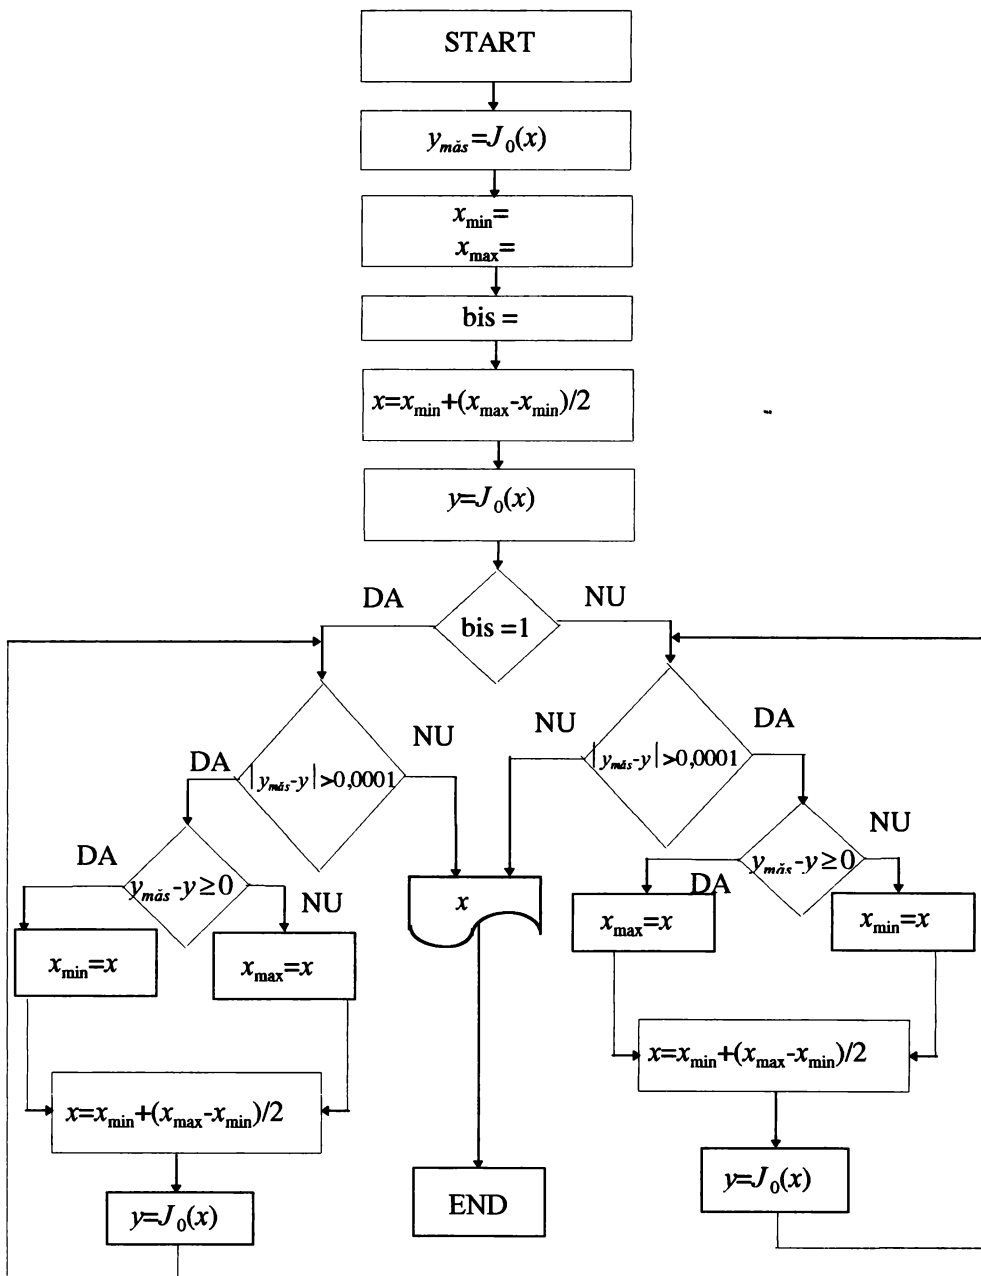 START
y_măs=J_0(x)
x_min=
x_max=
bis =
x=x_min+(x_max-x_min)/2
y=J_0(x)
DA
NU
bis =1
NU
DA
NU
DA
|y_măs-y| >0,0001
|y_măs-y| >0,0001
DA
NU
y_măs-y≥0
y_măs-y≥0
NU
DA
x
x_min=x
x_max=x
x_max=x
x_min=x
x=x_min+(x_max-x_min)/2
x=x_min+(x_max-x_min)/2
y=J_0(x)
END
y=J_0(x)